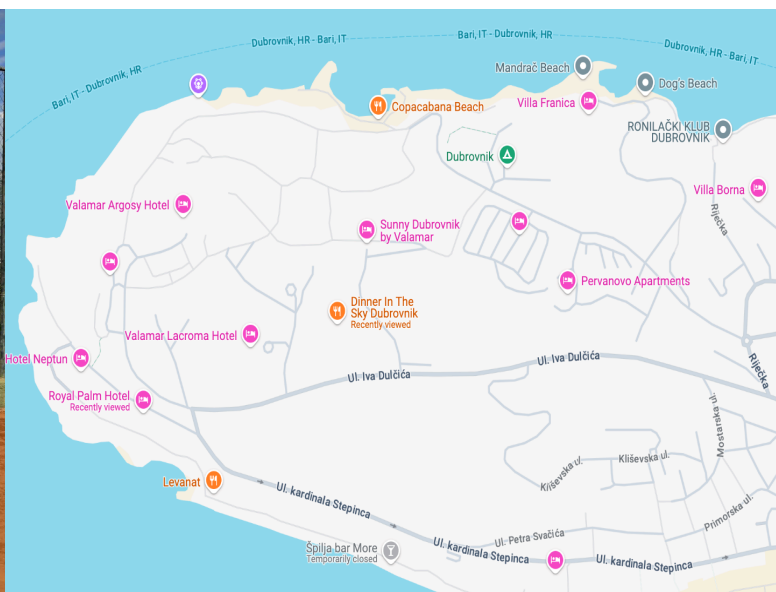 Dubrovnik, HR - Bari, IT
Bari, IT - Dubrovnik, HR
Dubrovnik, HR - Bari, IT
Bari, IT - Dubrovnik, HR
Mandrač Beach
Dog's Beach
Copacabana Beach
Villa Franica
RONILAČKI KLUB
DUBROVNIK
Dubrovnik
Villa Borna
Valamar Argosy Hotel
Riječka
Sunny Dubrovnik
by Valamar
Pervanovo Apartments
Dinner In The
Sky Dubrovnik
Recently viewed
Valamar Lacroma Hotel
Hotel Neptun
Ul. Iva Dulčića
Ul. Iva Dulčića
Riječka
Royal Palm Hotel
Recently viewed
Mostarska ul.
Kliševska ul.
Kliševska ul.
Levanat
Ul. kardinala Stepinca
Primorska ul.
Ul. Petra Svačića
Špilja bar More
Temporarily closed
Ul. kardinala Stepinca
Ul. kardinala Stepinca